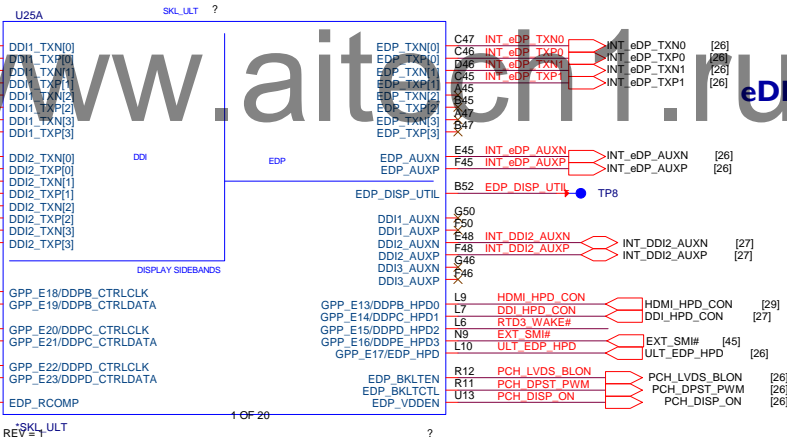 U25A
SKL_ULT ?
www.aitech1.ru
eD
DDI1_TXN[0]
DDI1_TXP[0]
DDI1_TXN[1]
DDI1_TXP[1]
DDI1_TXN[2]
DDI1_TXP[2]
DDI1_TXN[3]
DDI1_TXP[3]
DDI2_TXN[0]
DDI2_TXP[0]
DDI2_TXN[1]
DDI2_TXP[1]
DDI2_TXN[2]
DDI2_TXP[2]
DDI2_TXN[3]
DDI2_TXP[3]
DDI
EDP
DISPLAY SIDEBANDS
GPP_E18/DDPB_CTRLCLK
GPP_E19/DDPB_CTRLDATA
GPP_E20/DDPC_CTRLCLK
GPP_E21/DDPC_CTRLDATA
GPP_E22/DDPD_CTRLCLK
GPP_E23/DDPD_CTRLDATA
EDP_RCOMP
EDP_TXN[0] C47 INT_eDP_TXN0 INT_eDP_TXN0 [26]
EDP_TXP[0] C46 INT_eDP_TXP0 INT_eDP_TXP0 [26]
EDP_TXN[1] D46 INT_eDP_TXN1 INT_eDP_TXN1 [26]
EDP_TXP[1] C45 INT_eDP_TXP1 INT_eDP_TXP1 [26]
EDP_TXN[2] A45
EDP_TXP[2] B45
EDP_TXN[3] A47
EDP_TXP[3] B47
EDP_AUXN E45 INT_eDP_AUXN INT_eDP_AUXN [26]
EDP_AUXP F45 INT_eDP_AUXP INT_eDP_AUXP [26]
EDP_DISP_UTIL B52 EDP_DISP_UTIL TP8
DDI1_AUXN G50
DDI1_AUXP F50
DDI2_AUXN E48 INT_DDI2_AUXN INT_DDI2_AUXN [27]
DDI2_AUXP F48 INT_DDI2_AUXP INT_DDI2_AUXP [27]
DDI3_AUXN G46
DDI3_AUXP F46
GPP_E13/DDPB_HPD0 L9 HDMI_HPD_CON HDMI_HPD_CON [29]
GPP_E14/DDPC_HPD1 L7 DDI_HPD_CON DDI_HPD_CON [27]
GPP_E15/DDPD_HPD2 L6 RTD3_WAKE#
GPP_E16/DDPE_HPD3 N9 EXT_SMI# EXT_SMI# [45]
GPP_E17/EDP_HPD L10 ULT_EDP_HPD ULT_EDP_HPD [26]
EDP_BKLTEN R12 PCH_LVDS_BLON PCH_LVDS_BLON [26]
EDP_BKLTCTL R11 PCH_DPST_PWM PCH_DPST_PWM [26]
EDP_VDDEN U13 PCH_DISP_ON PCH_DISP_ON [26]
1 OF 20
*SKL_ULT
REV = 1 ?